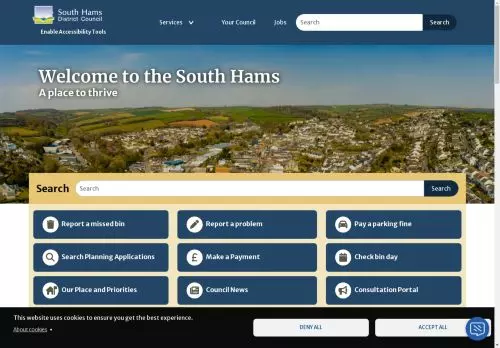 South Hams
District Council
Enable Accessibility Tools
Services
Your Council
Jobs
Search
Search
Welcome to the South Hams
A place to thrive
Search
Search
Search
Report a missed bin
Report a problem
Pay a parking fine
Search Planning Applications
£
Make a Payment
Check bin day
Our Place and Priorities
Council News
Consultation Portal
This website uses cookies to ensure you get the best experience.
About cookies
DENY ALL
ACCEPT ALL